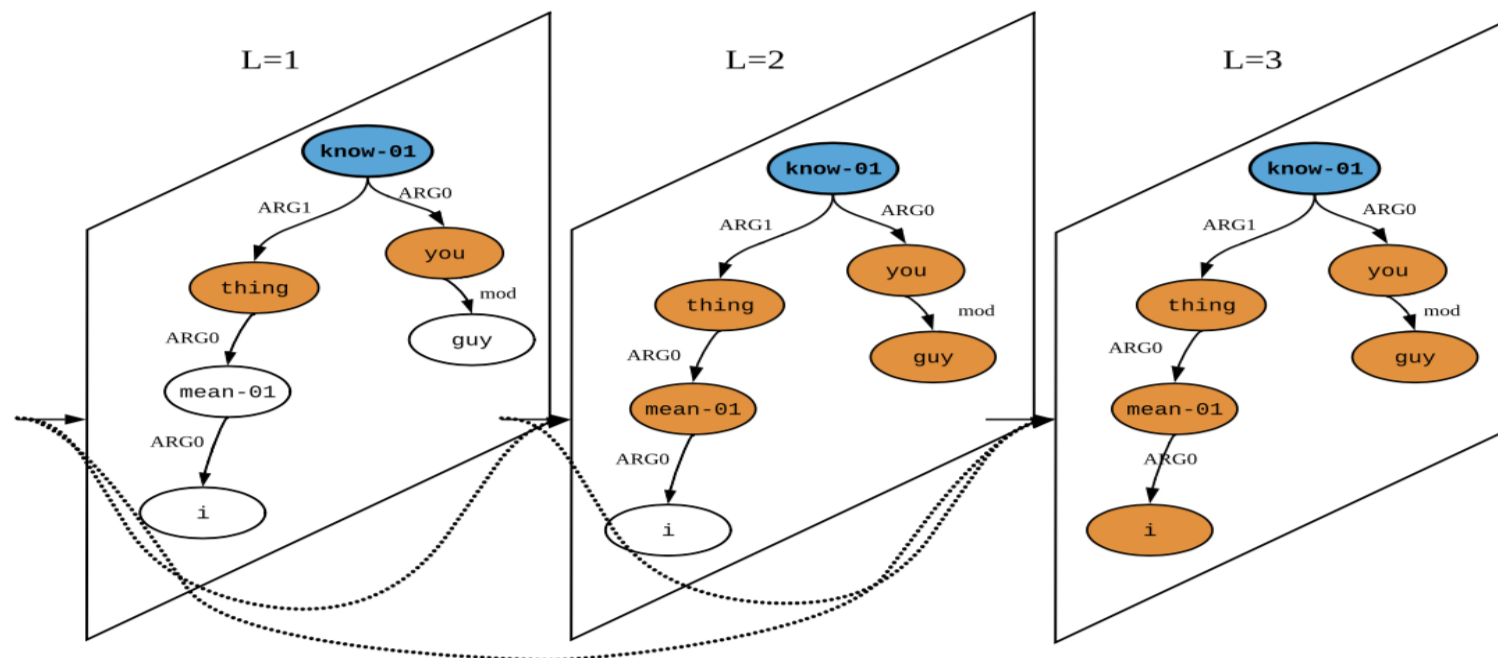 L=1
know-01
ARG1
ARG0
thing
you
ARG0
mod
mean-01
guy
ARG0
i
L=2
know-01
ARG1
ARG0
thing
you
ARG0
mod
mean-01
guy
ARG0
i
L=3
know-01
ARG1
ARG0
thing
you
ARG0
mod
mean-01
guy
ARG0
i